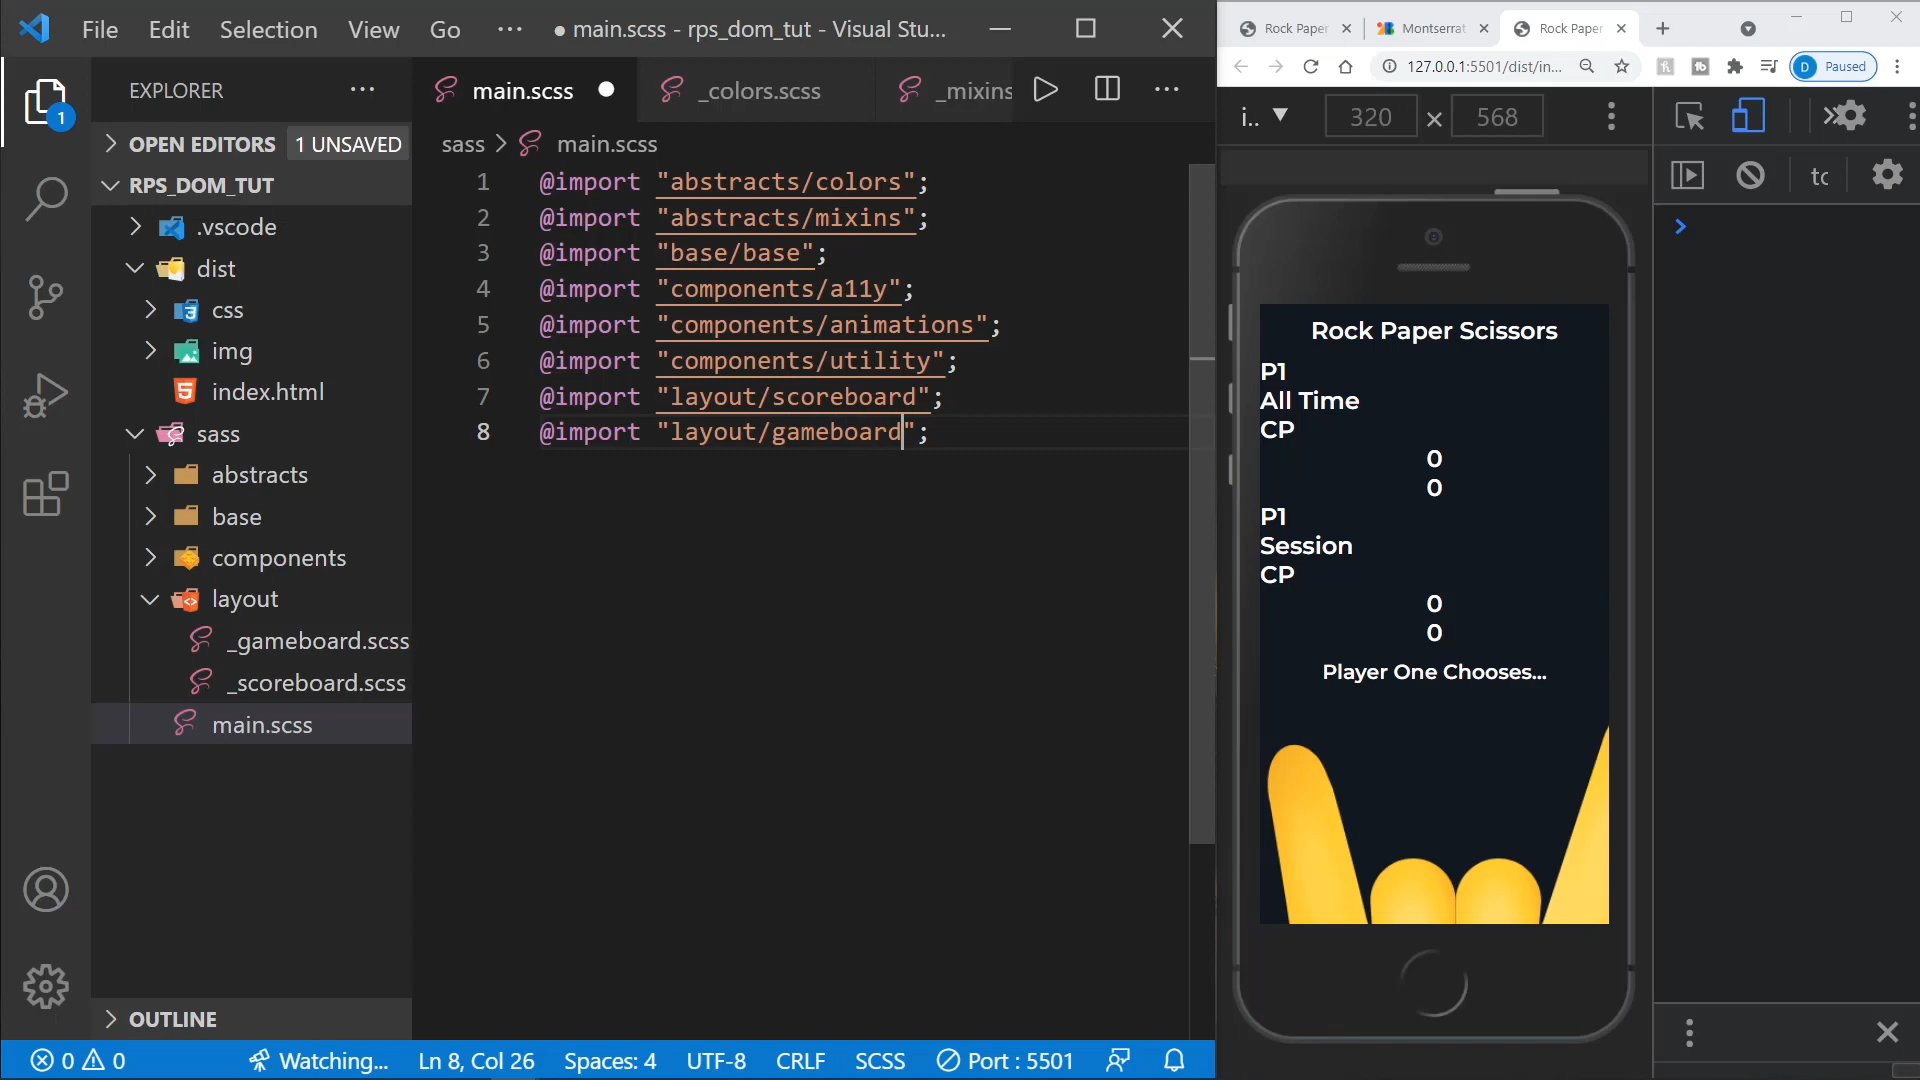 File Edit Selection View Go ··· ● main.scss - rps_dom_tut - Visual Stu...
EXPLORER ···
OPEN EDITORS 1 UNSAVED
RPS_DOM_TUT
.vscode
dist
css
img
index.html
sass
abstracts
base
components
layout
_gameboard.scss
_scoreboard.scss
main.scss
OUTLINE
1
main.scss
_colors.scss
_mixins
sass > main.scss
1 @import "abstracts/colors";
2 @import "abstracts/mixins";
3 @import "base/base";
4 @import "components/a11y";
5 @import "components/animations";
6 @import "components/utility";
7 @import "layout/scoreboard";
8 @import "layout/gameboard";
0 0 Watching... Ln 8, Col 26 Spaces: 4 UTF-8 CRLF SCSS Port : 5501
Rock Paper
Montserrat
Rock Paper
127.0.0.1:5501/dist/in...
D Paused
i.. ▼ 320 × 568
tc
Rock Paper Scissors
P1
All Time
CP
0
0
P1
Session
CP
0
0
Player One Chooses...